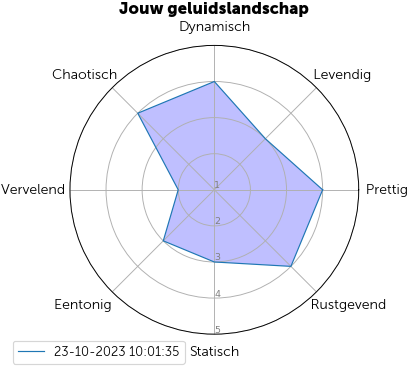 Jouw geluidslandschap
Dynamisch
Chaotisch
Levendig
Vervelend
1
Prettig
2
3
4
Eentonig
Rustgevend
5
23-10-2023 10:01:35
Statisch